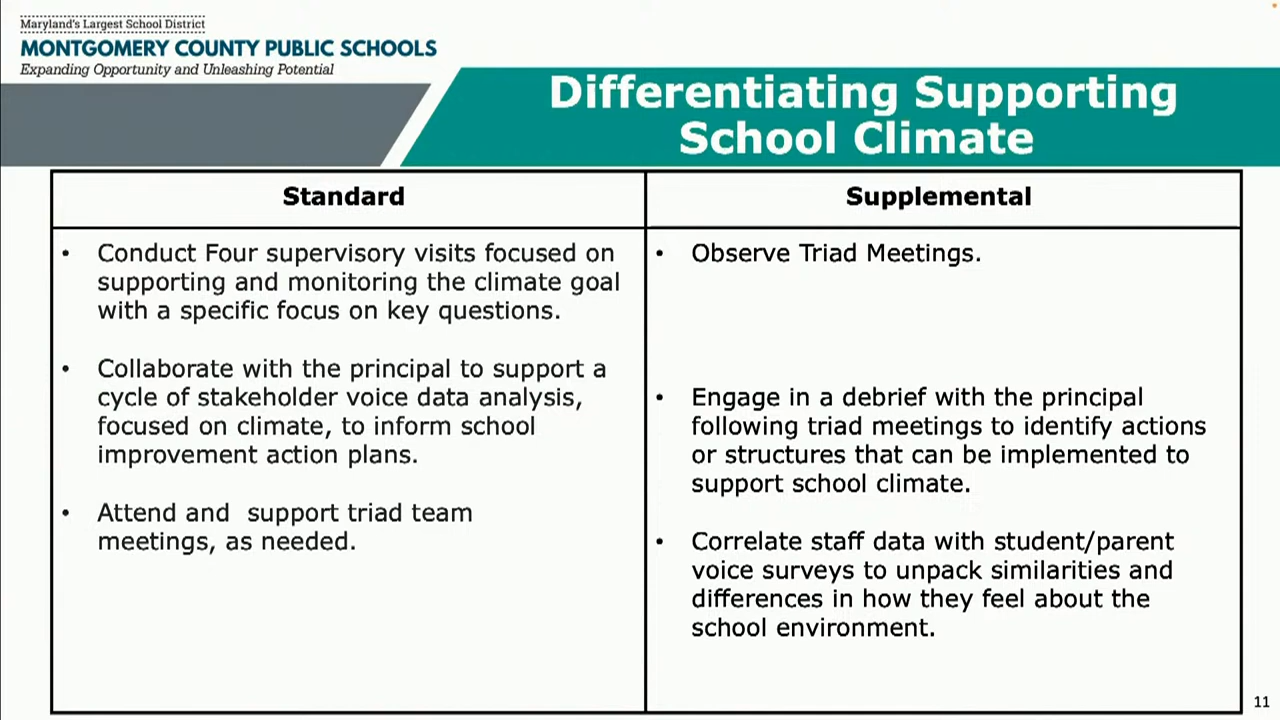 Maryland's Largest School District
MONTGOMERY COUNTY PUBLIC SCHOOLS
Expanding Opportunity and Unleashing Potential
Differentiating Supporting
School Climate
Standard
• Conduct Four supervisory visits focused on
supporting and monitoring the climate goal
with a specific focus on key questions.
• Collaborate with the principal to support a
cycle of stakeholder voice data analysis,
focused on climate, to inform school
improvement action plans.
• Attend and  support triad team
meetings, as needed.
Supplemental
• Observe Triad Meetings.
• Engage in a debrief with the principal
following triad meetings to identify actions
or structures that can be implemented to
support school climate.
• Correlate staff data with student/parent
voice surveys to unpack similarities and
differences in how they feel about the
school environment.
11